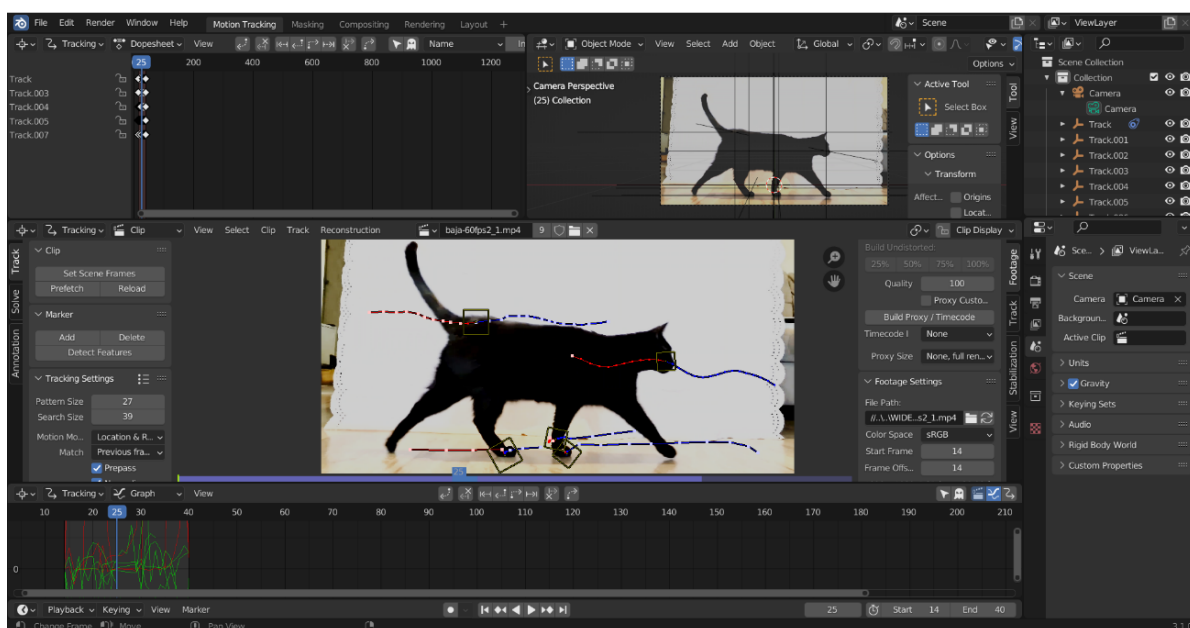 File Edit Render Window Help Motion Tracking Masking Compositing Rendering Layout + Scene ViewLayer
Tracking Dopesheet View Name In
25 200 400 600 800 1000 1200
Track
Track.003
Track.004
Track.005
Track.007
Object Mode View Select Add Object Global
Options
Camera Perspective
(25) Collection
Active Tool
Select Box
Options
Transform
Affect... Origins
Locat...
Tool
View
Scene Collection
Collection
Camera
Camera
Track
Track.001
Track.002
Track.003
Track.004
Track.005
Tracking Clip View Select Clip Track Reconstruction baja-60fps2_1.mp4 9 Clip Display
Track
Solve
Annotation
Clip
Set Scene Frames
Prefetch Reload
Marker
Add Delete
Detect Features
Tracking Settings
Pattern Size 27
Search Size 39
Motion Mo... Location & R...
Match Previous fra...
Prepass
25
Build Undistorted:
25% 50% 75% 100%
Quality 100
Proxy Custo...
Build Proxy / Timecode
Timecode I None
Proxy Size None, full ren...
Footage Settings
File Path:
//..\..WIDE...s2_1.mp4
Color Space sRGB
Start Frame 14
Frame Offs... 14
Footage
Track
Stabilization
View
Sce... > ViewLa...
Scene
Camera Camera
Backgroun...
Active Clip
Units
Gravity
Keying Sets
Audio
Rigid Body World
Custom Properties
Tracking Graph View
10 20 25 30 40 50 60 70 80 90 100 110 120 130 140 150 160 170 180 190 200 210
0
Playback Keying View Marker 25 Start 14 End 40
Change Frame Move Pan View